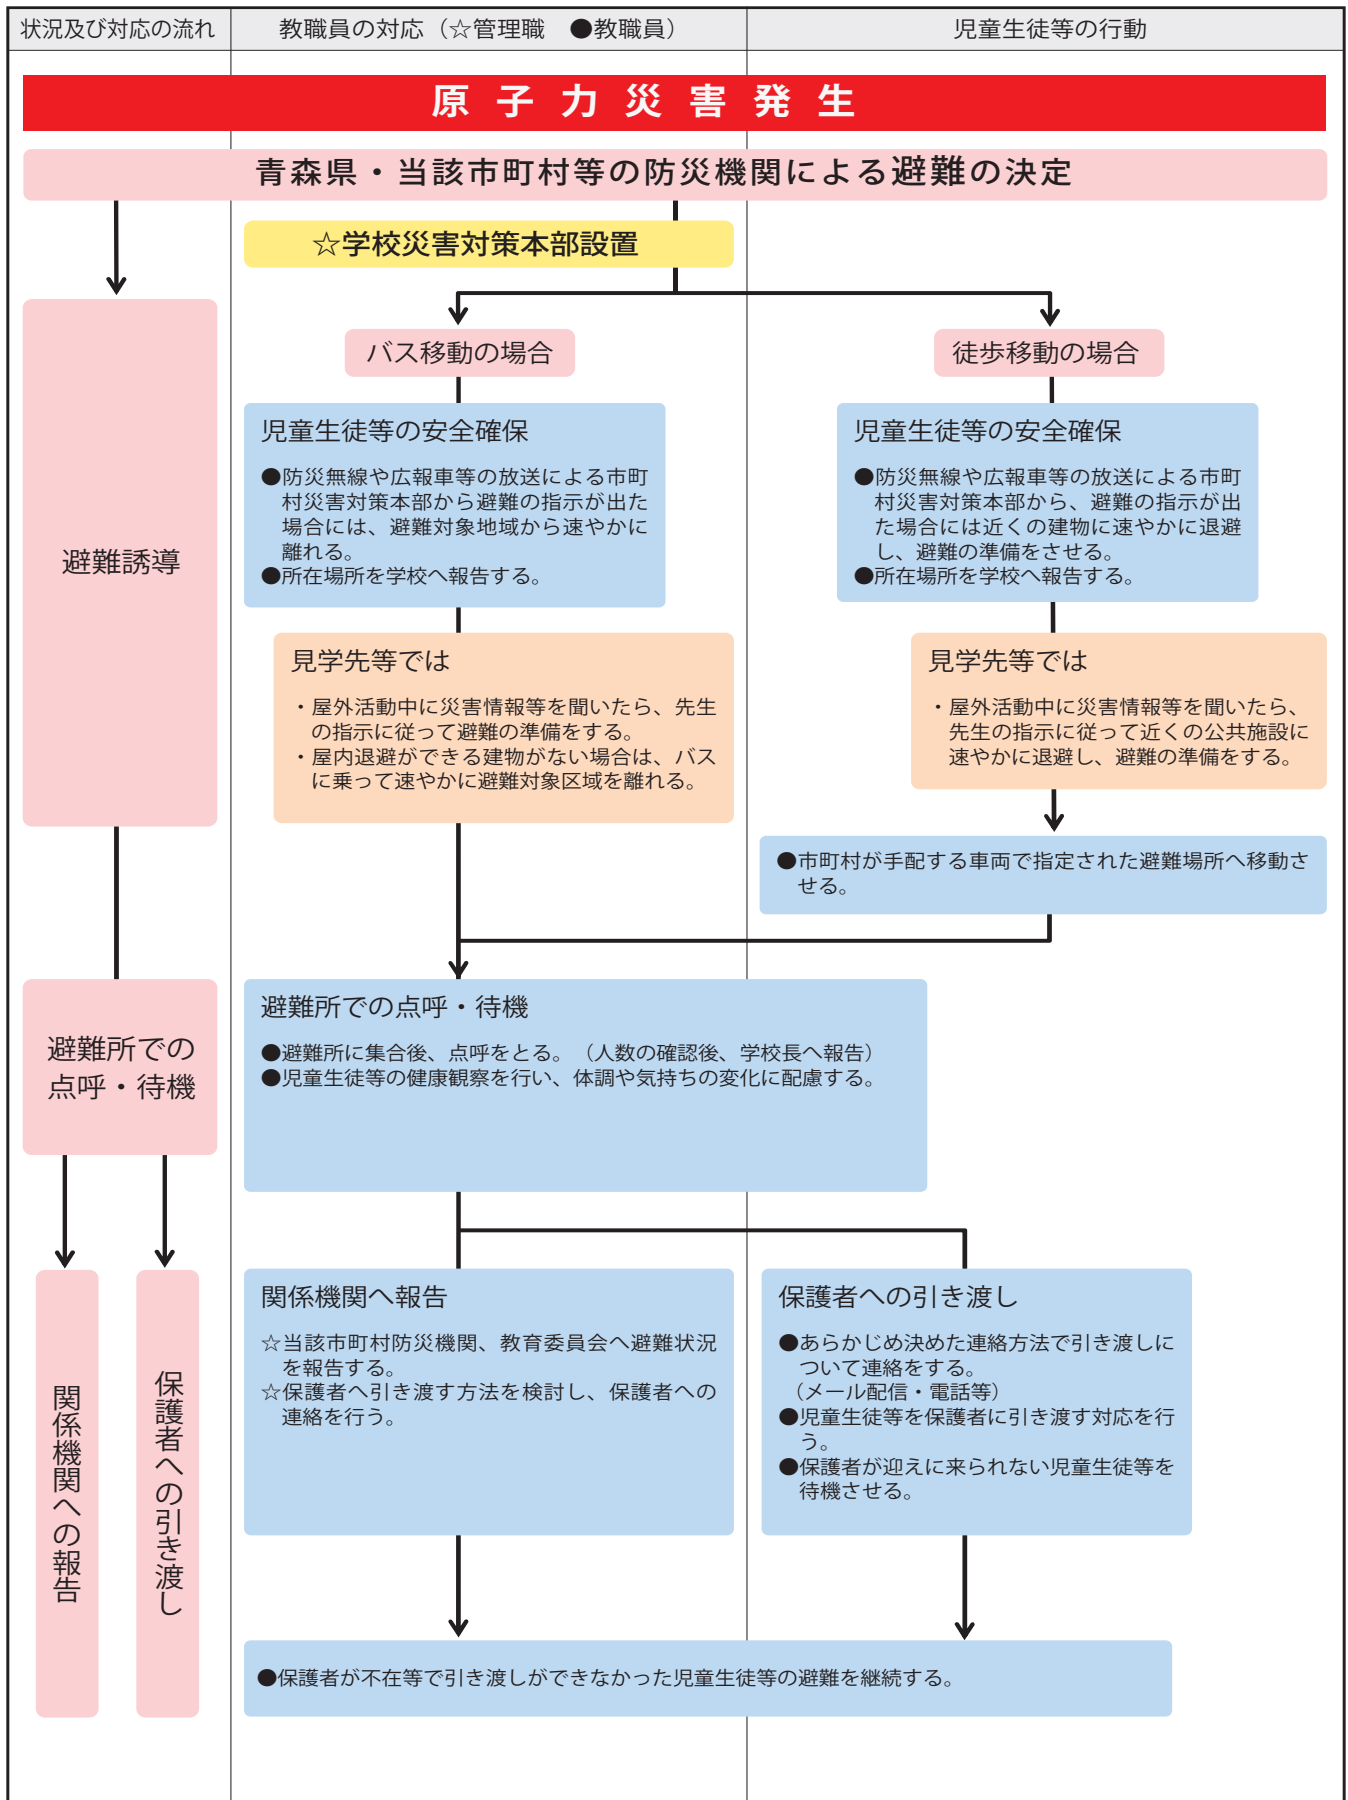 状況及び対応の流れ
教職員の対応（☆管理職　●教職員）
児童生徒等の行動
原子力災害発生
青森県・当該市町村等の防災機関による避難の決定
☆学校災害対策本部設置
避難誘導
バス移動の場合
児童生徒等の安全確保
●防災無線や広報車等の放送による市町
村災害対策本部から避難の指示が出た
場合には、避難対象地域から速やかに
離れる。
●所在場所を学校へ報告する。
見学先等では
・屋外活動中に災害情報等を聞いたら、先生
の指示に従って避難の準備をする。
・屋内退避ができる建物がない場合は、バス
に乗って速やかに避難対象区域を離れる。
徒歩移動の場合
児童生徒等の安全確保
●防災無線や広報車等の放送による市町
村災害対策本部から、避難の指示が出
た場合には近くの建物に速やかに退避
し、避難の準備をさせる。
●所在場所を学校へ報告する。
見学先等では
・屋外活動中に災害情報等を聞いたら、
先生の指示に従って近くの公共施設に
速やかに退避し、避難の準備をする。
●市町村が手配する車両で指定された避難場所へ移動さ
せる。
避難所での
点呼・待機
避難所での点呼・待機
●避難所に集合後、点呼をとる。（人数の確認後、学校長へ報告）
●児童生徒等の健康観察を行い、体調や気持ちの変化に配慮する。
関係機関への報告
保護者への引き渡し
関係機関へ報告
☆当該市町村防災機関、教育委員会へ避難状況
を報告する。
☆保護者へ引き渡す方法を検討し、保護者への
連絡を行う。
保護者への引き渡し
●あらかじめ決めた連絡方法で引き渡しに
ついて連絡をする。
（メール配信・電話等）
●児童生徒等を保護者に引き渡す対応を行
う。
●保護者が迎えに来られない児童生徒等を
待機させる。
●保護者が不在等で引き渡しができなかった児童生徒等の避難を継続する。